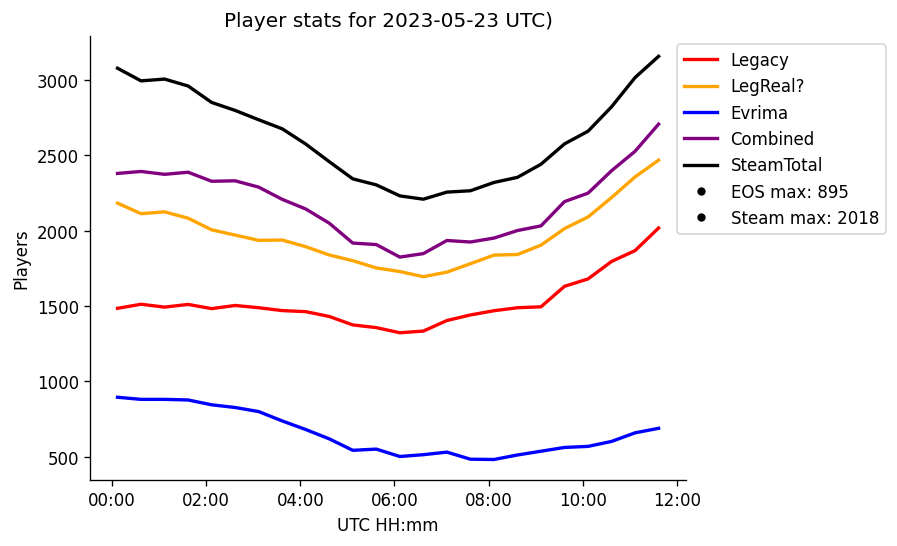 Player stats for 2023-05-23 UTC)
Legacy
LegReal?
Evrima
Combined
SteamTotal
EOS max: 895
Steam max: 2018
Players
3000
2500
2000
1500
1000
500
00:00 02:00 04:00 06:00 08:00 10:00 12:00
UTC HH:mm